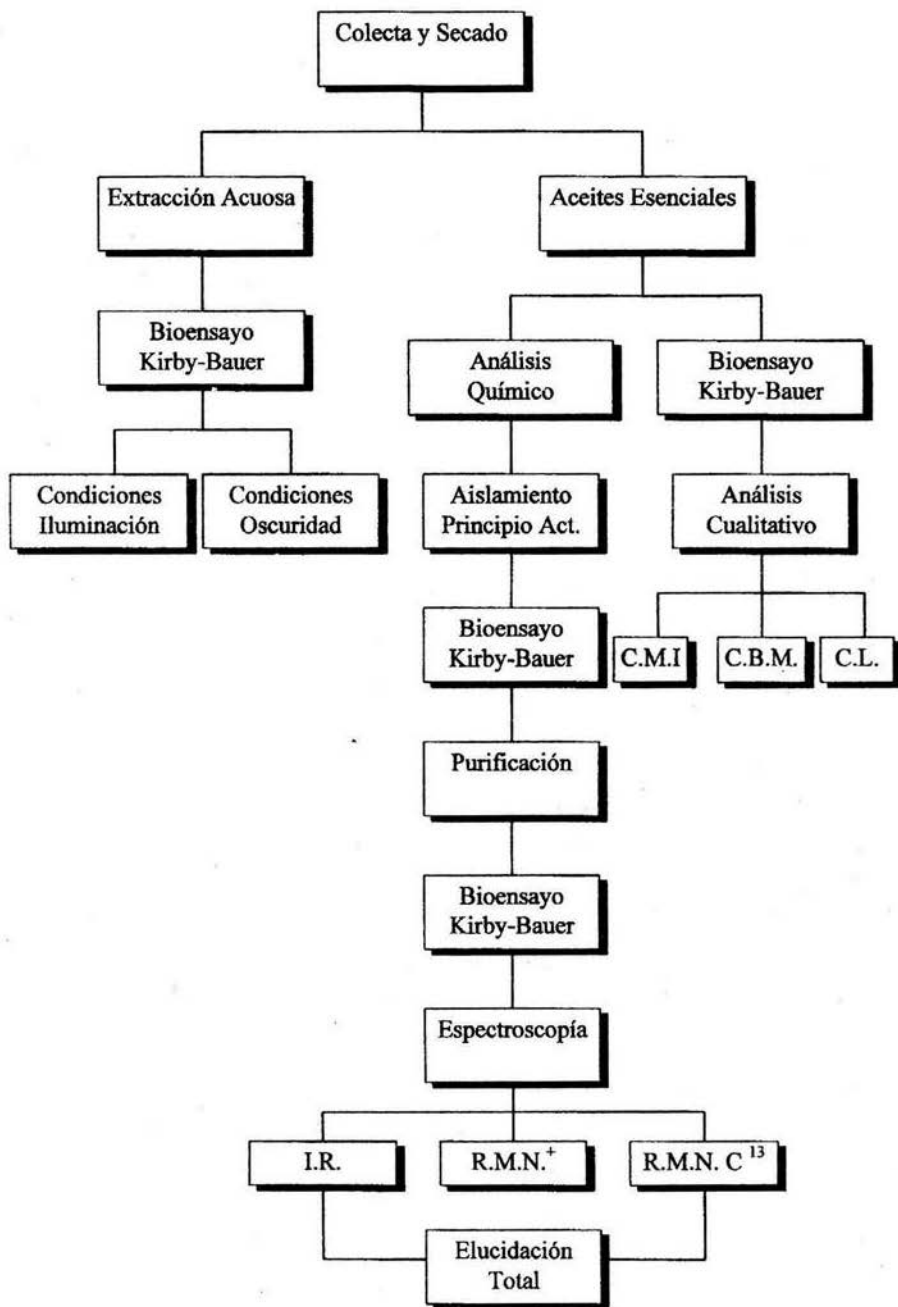 Colecta y Secado
Extracción Acuosa
Aceites Esenciales
Bioensayo
Kirby-Bauer
Análisis
Químico
Bioensayo
Kirby-Bauer
Condiciones
Iluminación
Condiciones
Oscuridad
Aislamiento
Principio Act.
Análisis
Cualitativo
Bioensayo
Kirby-Bauer
C.M.I
C.B.M.
C.L.
Purificación
Bioensayo
Kirby-Bauer
Espectroscopía
I.R.
R.M.N.⁺
R.M.N. C ¹³
Elucidación
Total